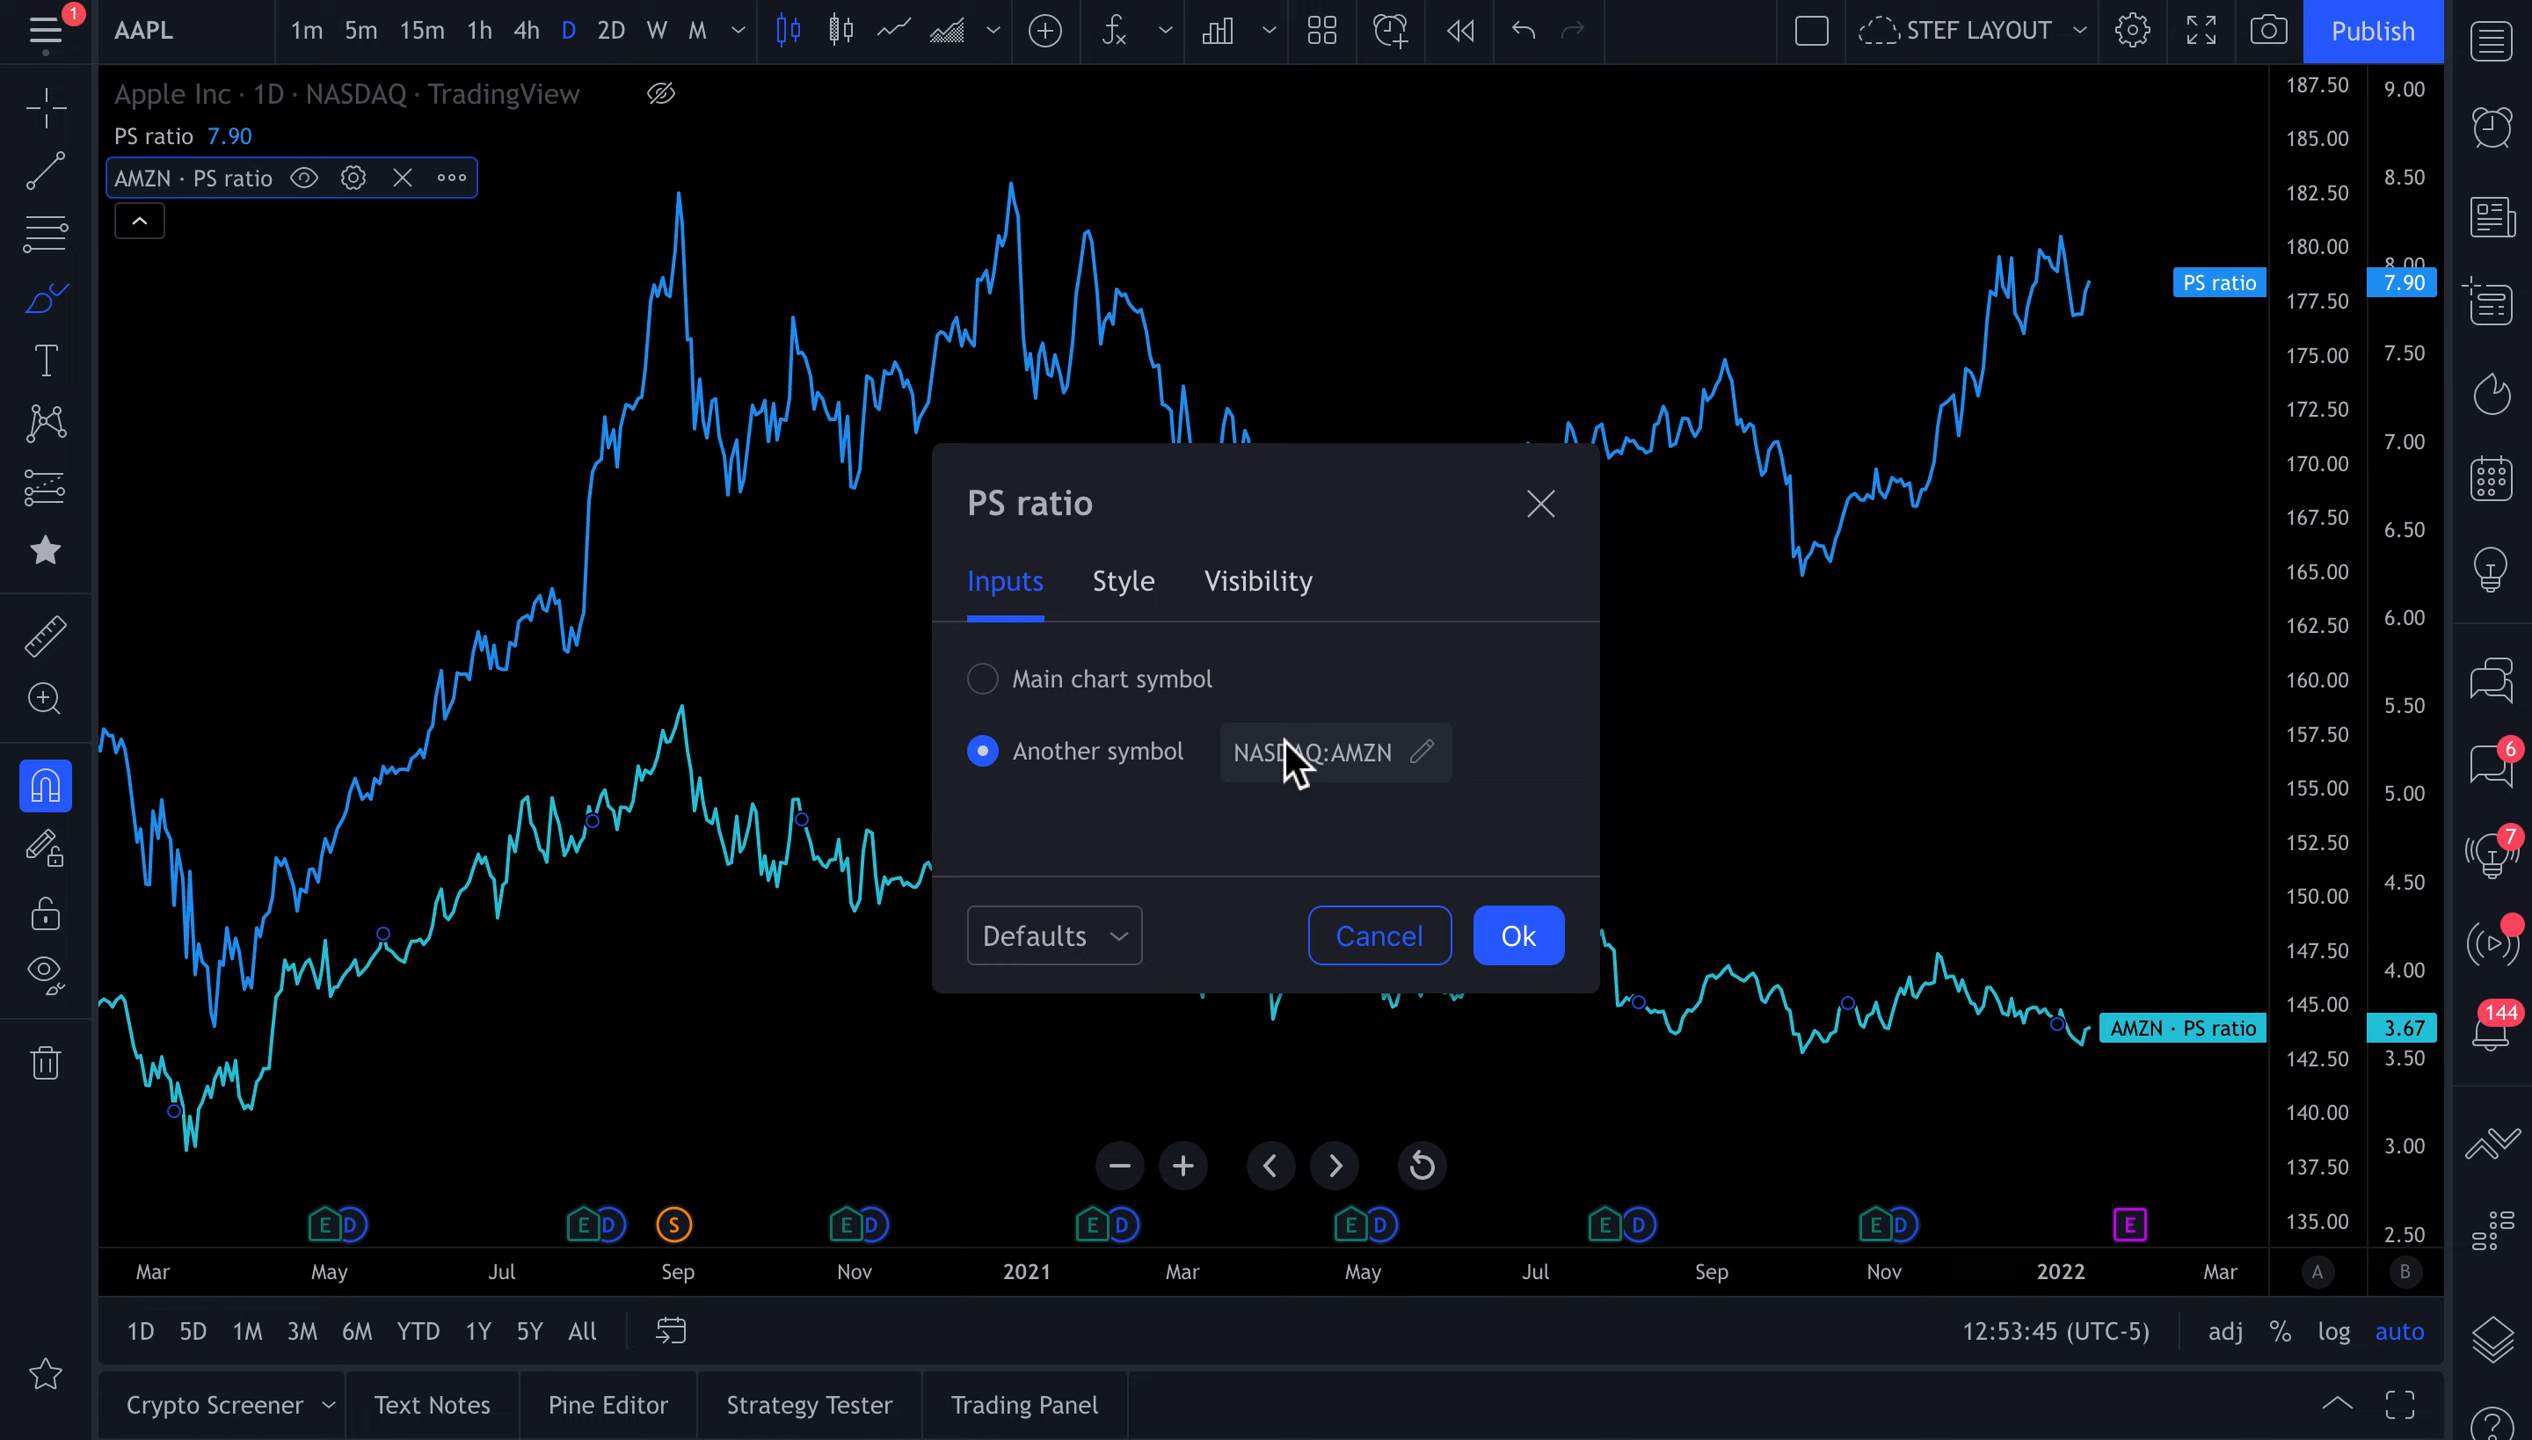 1
AAPL
1m 5m 15m 1h 4h D 2D W M
STEF LAYOUT
Publish
Apple Inc · 1D · NASDAQ · TradingView
PS ratio 7.90
AMZN · PS ratio
PS ratio
Inputs Style Visibility
Main chart symbol
Another symbol NASDAQ:AMZN
Defaults
Cancel
Ok
PS ratio 7.90
AMZN · PS ratio 3.67
187.50
185.00
182.50
180.00
177.50
175.00
172.50
170.00
167.50
165.00
162.50
160.00
157.50
155.00
152.50
150.00
147.50
145.00
142.50
140.00
137.50
135.00
9.00
8.50
8.00
7.50
7.00
6.50
6.00
5.50
5.00
4.50
4.00
3.50
3.00
2.50
6
7
144
E D E D S E D E D E D E D E D E
Mar May Jul Sep Nov 2021 Mar May Jul Sep Nov 2022 Mar A B
1D 5D 1M 3M 6M YTD 1Y 5Y All
12:53:45 (UTC-5) adj % log auto
Crypto Screener Text Notes Pine Editor Strategy Tester Trading Panel